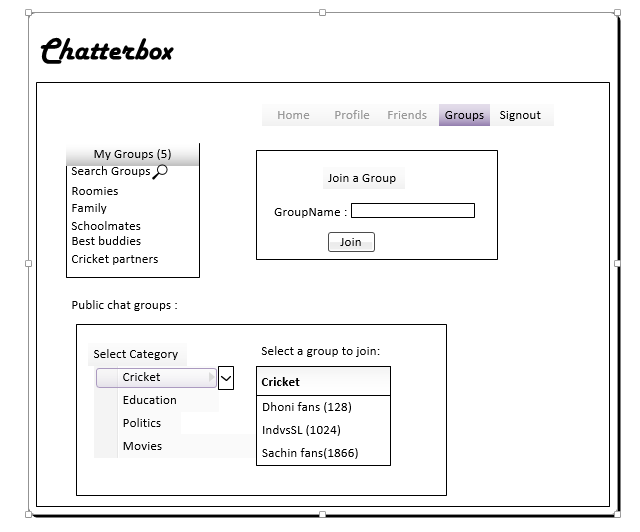 Chatterbox
Home Profile Friends Groups Signout
My Groups (5)
Search Groups
Roomies
Family
Schoolmates
Best buddies
Cricket partners
Join a Group
GroupName :
Join
Public chat groups :
Select Category
Cricket
Education
Politics
Movies
Select a group to join:
Cricket
Dhoni fans (128)
IndvsSL (1024)
Sachin fans(1866)